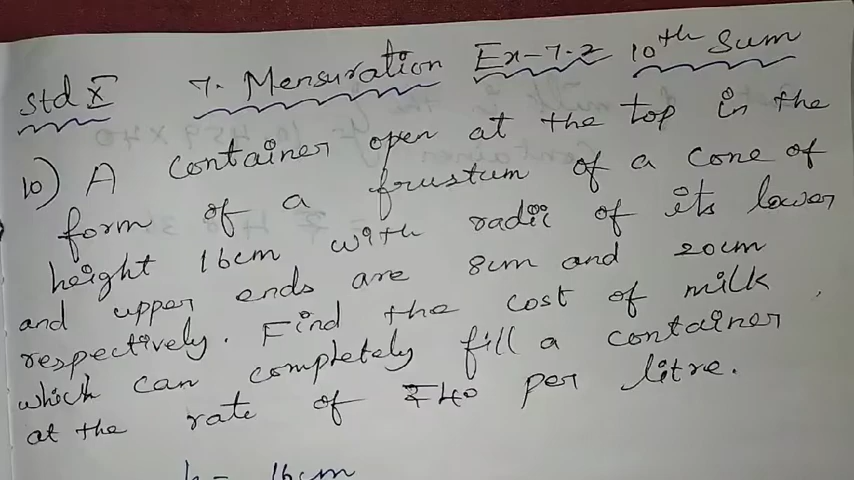 Std X 7. Mensuration Ex-7.2 10th Sum
10) A container open at the top in the
form of a frustum of a cone of
height 16cm with radii of its lower
and upper ends are 8cm and 20cm
respectively. Find the cost of milk
which can completely fill a container
at the rate of ₹40 per litre.
h = 16cm